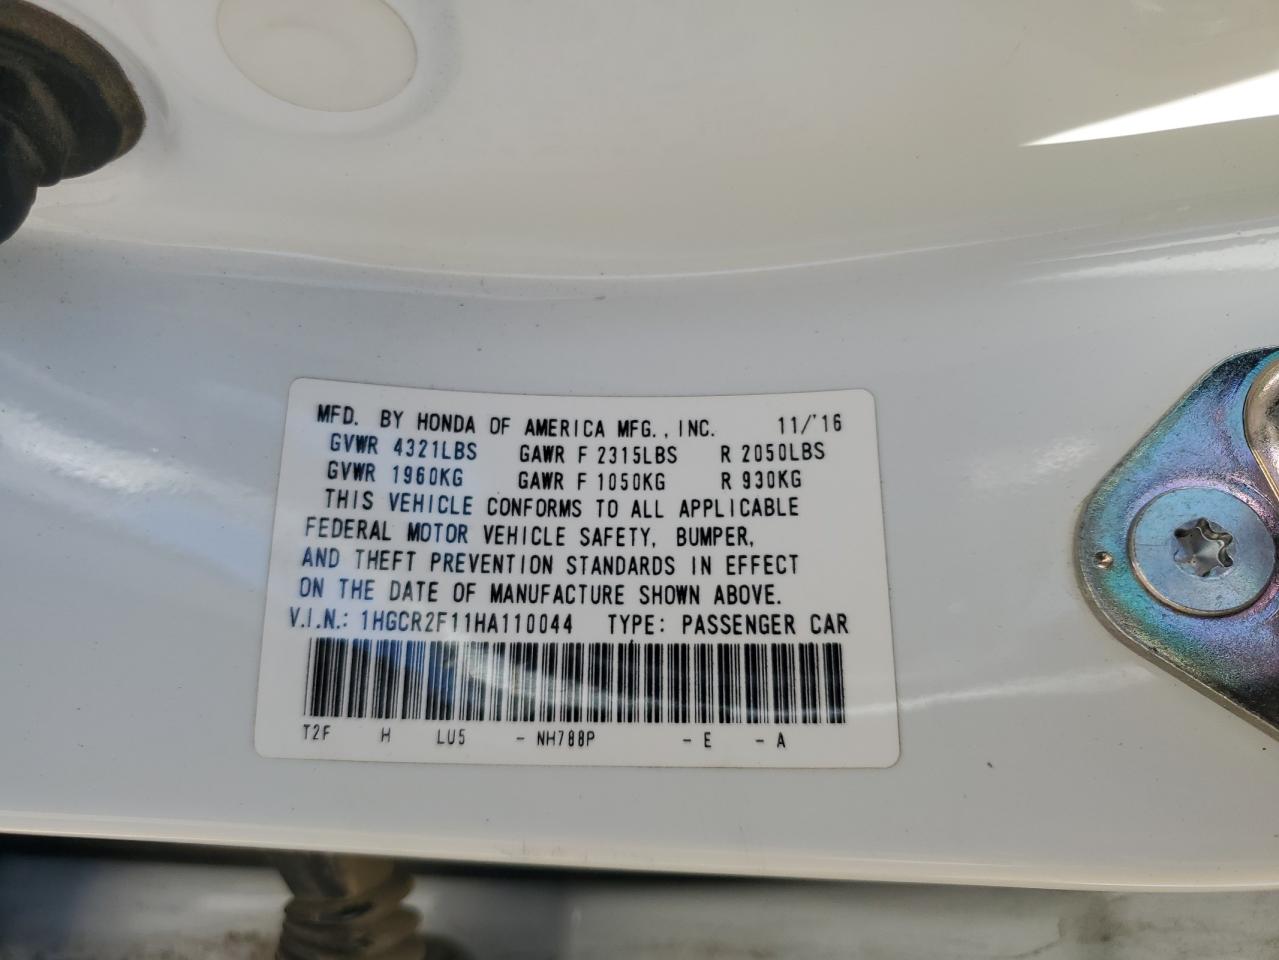 MFD. BY HONDA OF AMERICA MFG., INC. 11/'16
GVWR 4321LBS GAWR F 2315LBS R 2050LBS
GVWR 1960KG GAWR F 1050KG R 930KG
THIS VEHICLE CONFORMS TO ALL APPLICABLE
FEDERAL MOTOR VEHICLE SAFETY, BUMPER,
AND THEFT PREVENTION STANDARDS IN EFFECT
ON THE DATE OF MANUFACTURE SHOWN ABOVE.
V.I.N.: 1HGCR2F11HA110044 TYPE: PASSENGER CAR
T2F H LU5 - NH788P - E - A